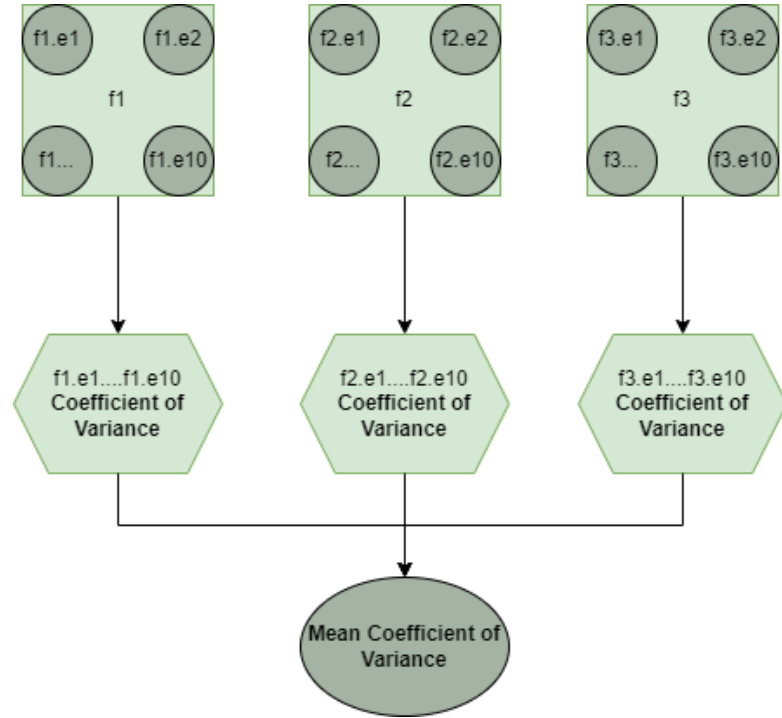 f1.e1 f1.e2 f2.e1 f2.e2 f3.e1 f3.e2
f1 f2 f3
f1... f1.e10 f2... f2.e10 f3... f3.e10
f1.e1....f1.e10
Coefficient of
Variance
f2.e1....f2.e10
Coefficient of
Variance
f3.e1....f3.e10
Coefficient of
Variance
Mean Coefficient of
Variance